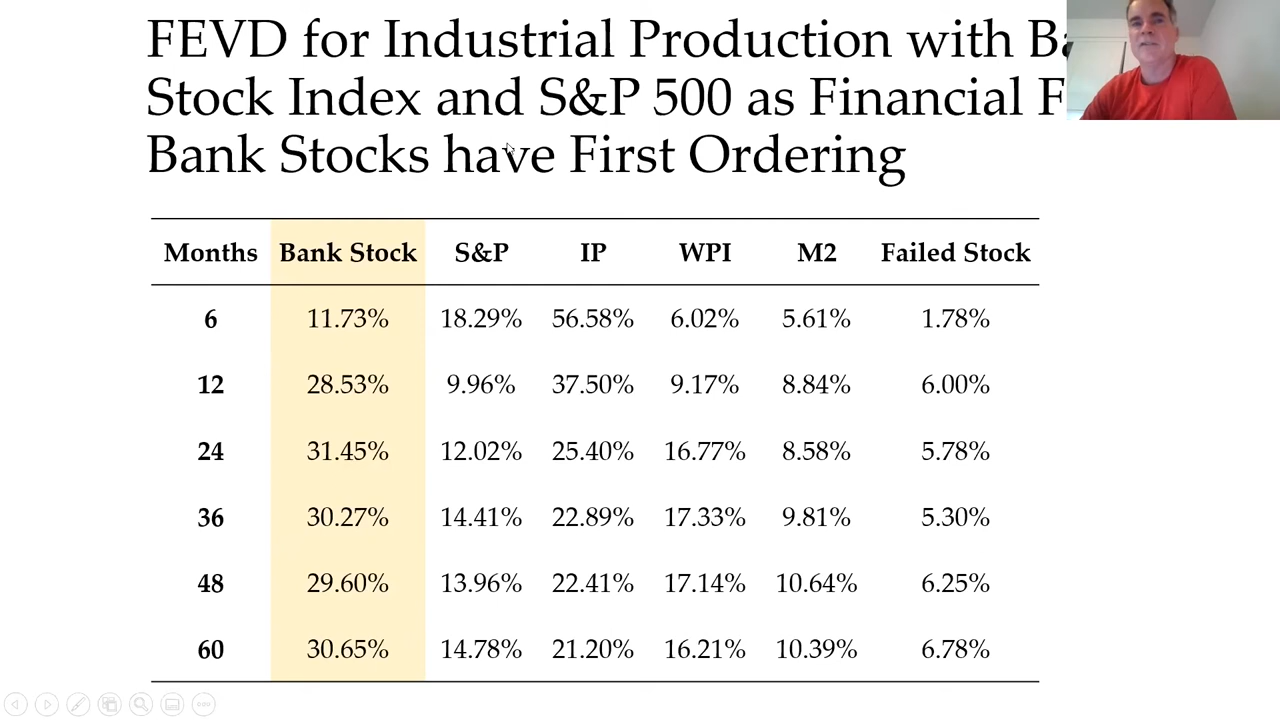 FEVD for Industrial Production with
Stock Index and S&P 500 as Financial
Bank Stocks have First Ordering
Months Bank Stock S&P IP WPI M2 Failed Stock
6 11.73% 18.29% 56.58% 6.02% 5.61% 1.78%
12 28.53% 9.96% 37.50% 9.17% 8.84% 6.00%
24 31.45% 12.02% 25.40% 16.77% 8.58% 5.78%
36 30.27% 14.41% 22.89% 17.33% 9.81% 5.30%
48 29.60% 13.96% 22.41% 17.14% 10.64% 6.25%
60 30.65% 14.78% 21.20% 16.21% 10.39% 6.78%